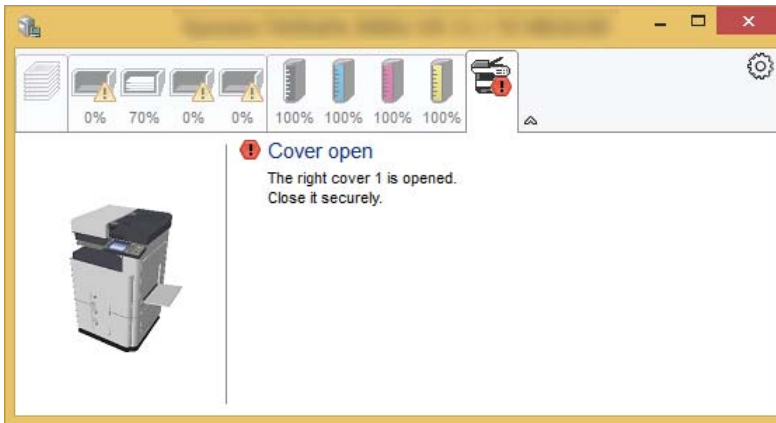 0% 70% 0% 0% 100% 100% 100% 100%
Cover open
The right cover 1 is opened.
Close it securely.